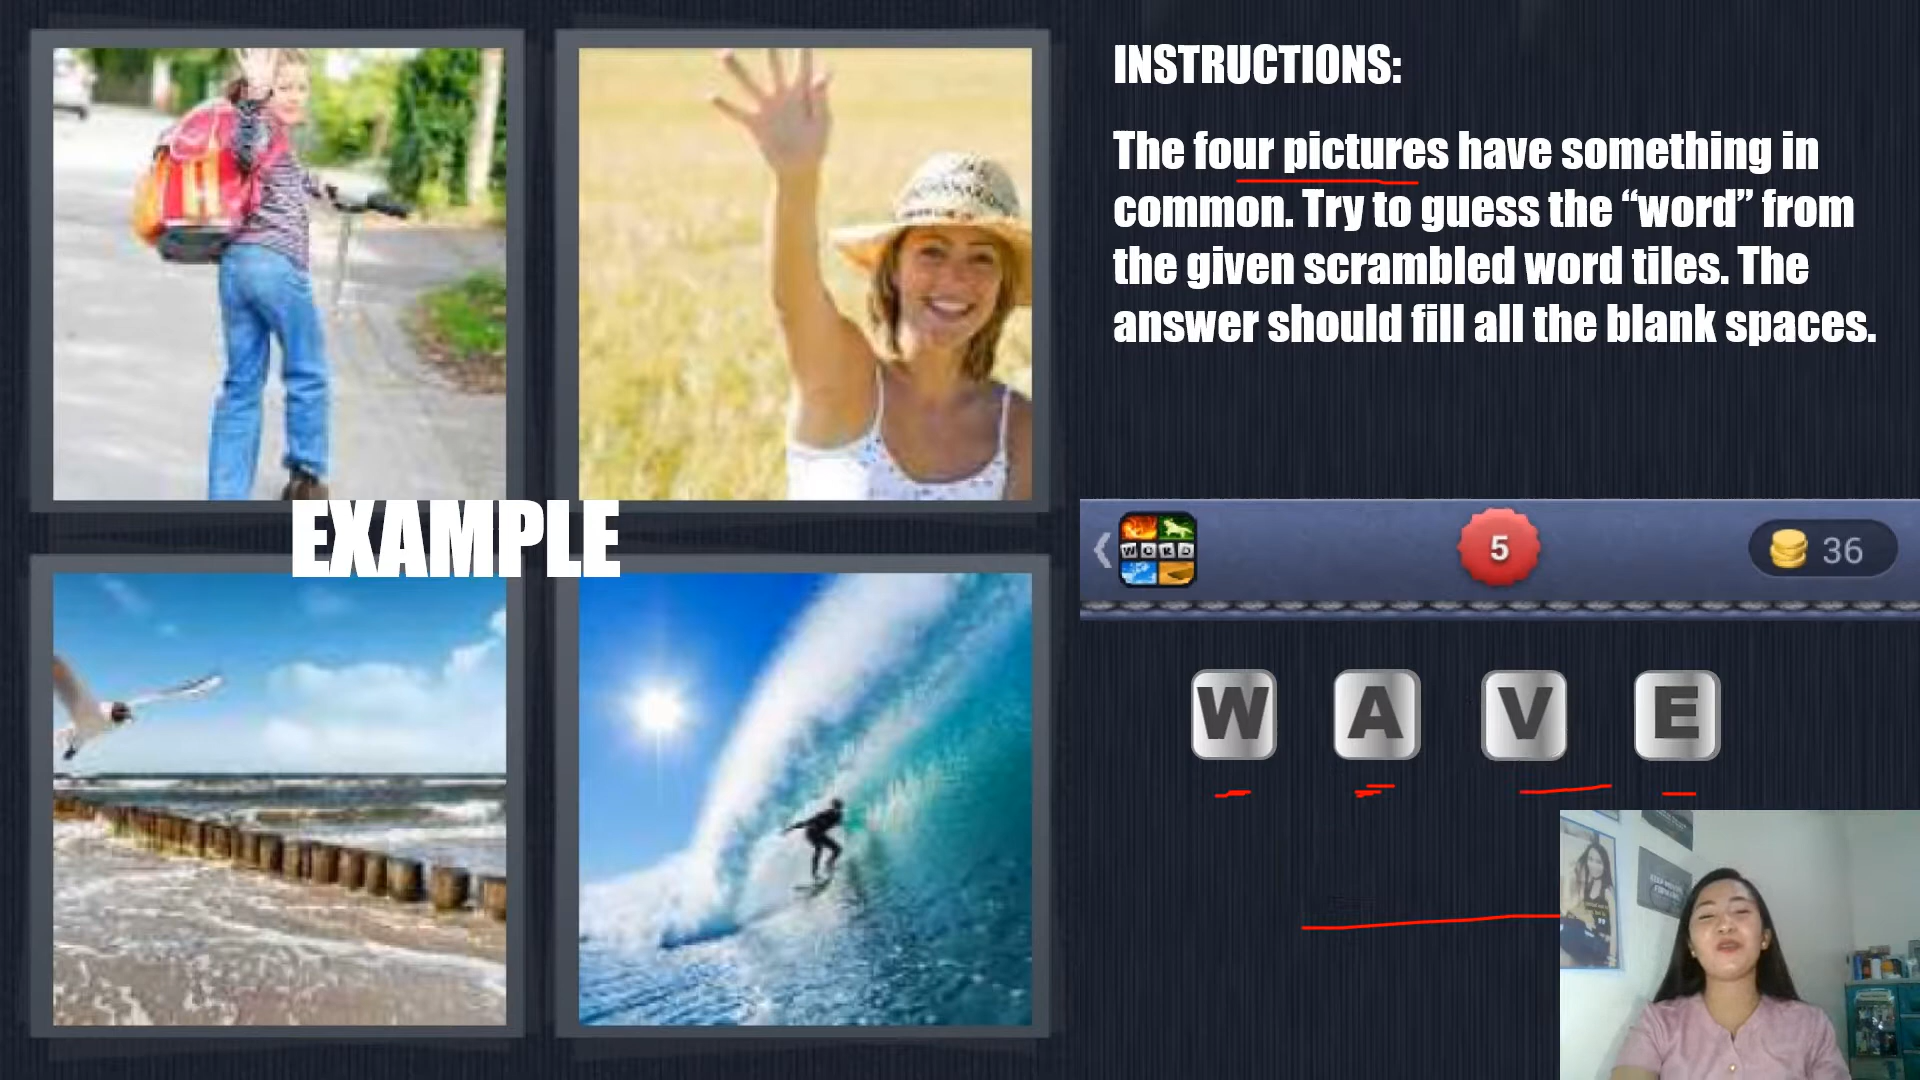 INSTRUCTIONS:
The four pictures have something in
common. Try to guess the “word” from
the given scrambled word tiles. The
answer should fill all the blank spaces.
EXAMPLE
WORD
5
36
W A V E